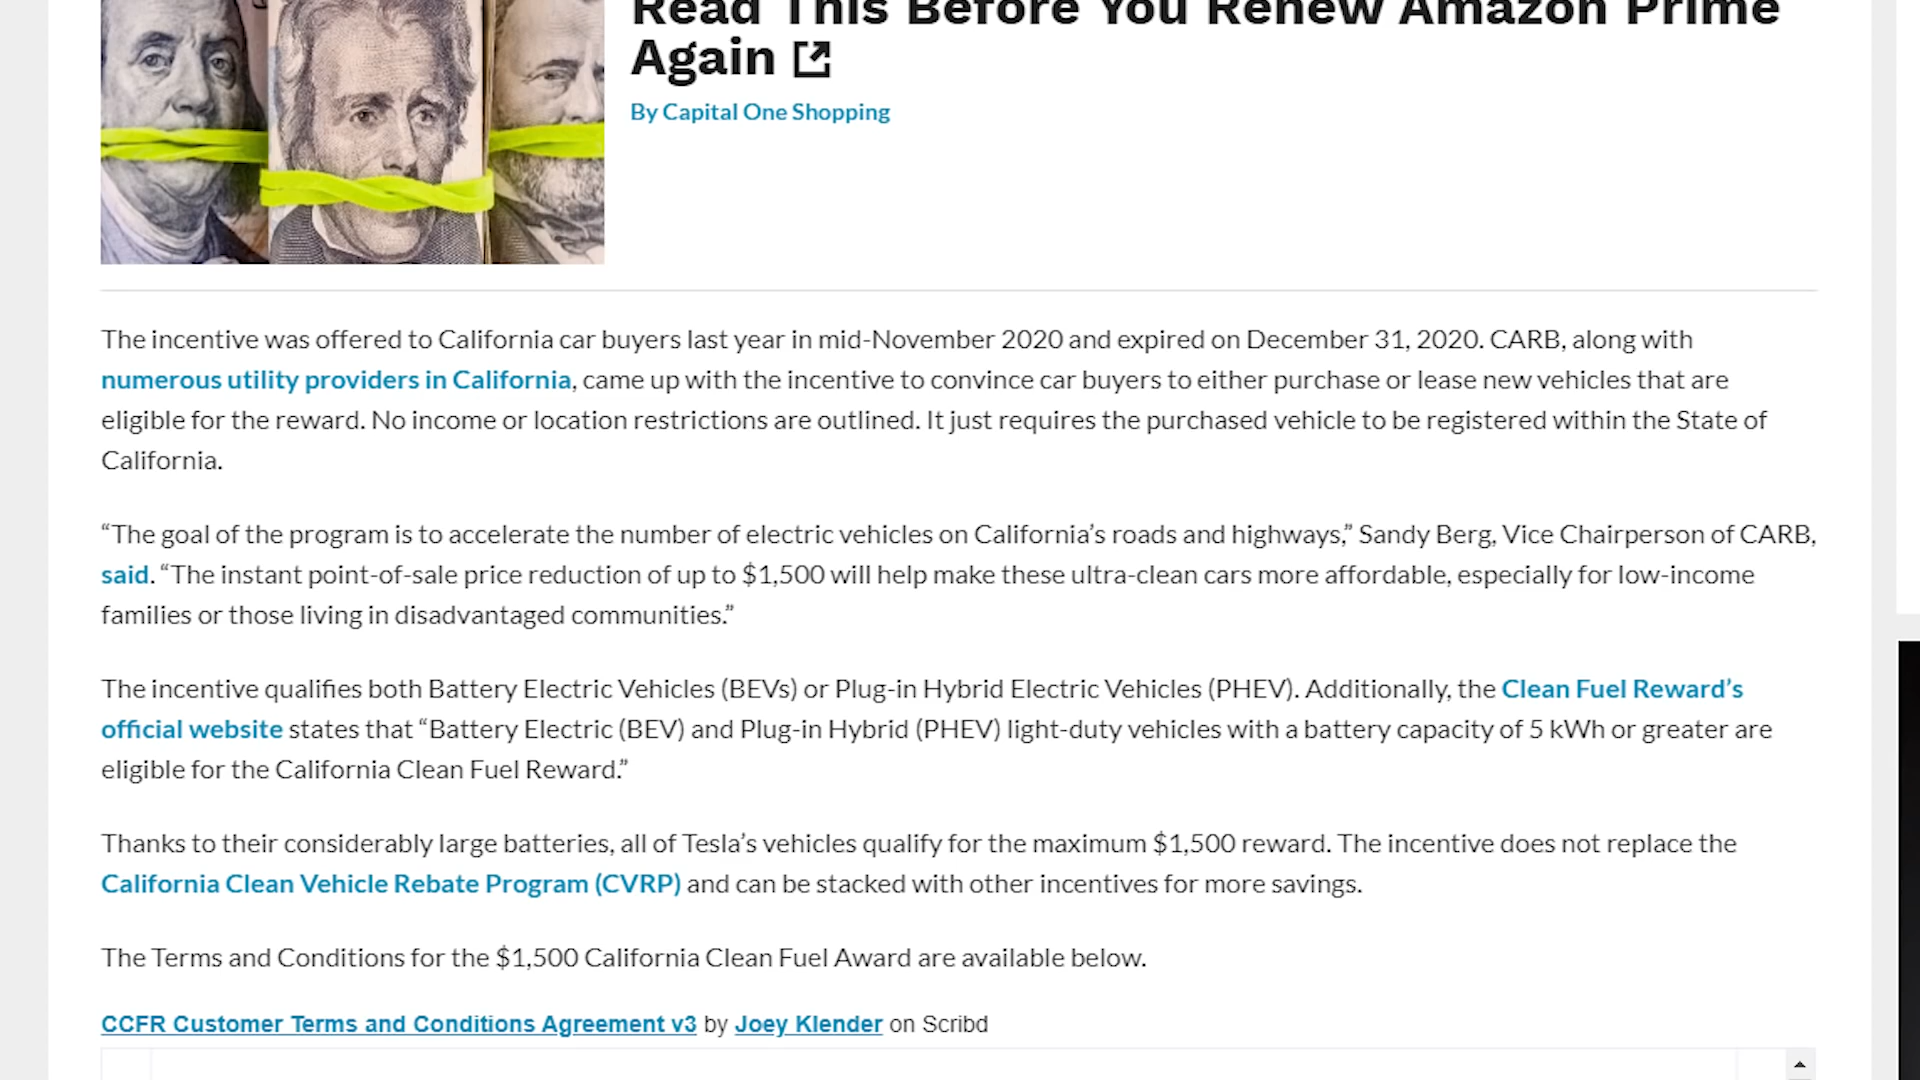 Read This Before You Renew Amazon Prime
Again
By Capital One Shopping
The incentive was offered to California car buyers last year in mid-November 2020 and expired on December 31, 2020. CARB, along with
numerous utility providers in California, came up with the incentive to convince car buyers to either purchase or lease new vehicles that are
eligible for the reward. No income or location restrictions are outlined. It just requires the purchased vehicle to be registered within the State of
California.
“The goal of the program is to accelerate the number of electric vehicles on California’s roads and highways,” Sandy Berg, Vice Chairperson of CARB,
said. “The instant point-of-sale price reduction of up to $1,500 will help make these ultra-clean cars more affordable, especially for low-income
families or those living in disadvantaged communities.”
The incentive qualifies both Battery Electric Vehicles (BEVs) or Plug-in Hybrid Electric Vehicles (PHEV). Additionally, the Clean Fuel Reward’s
official website states that “Battery Electric (BEV) and Plug-in Hybrid (PHEV) light-duty vehicles with a battery capacity of 5 kWh or greater are
eligible for the California Clean Fuel Reward.”
Thanks to their considerably large batteries, all of Tesla’s vehicles qualify for the maximum $1,500 reward. The incentive does not replace the
California Clean Vehicle Rebate Program (CVRP) and can be stacked with other incentives for more savings.
The Terms and Conditions for the $1,500 California Clean Fuel Award are available below.
CCFR Customer Terms and Conditions Agreement v3 by Joey Klender on Scribd